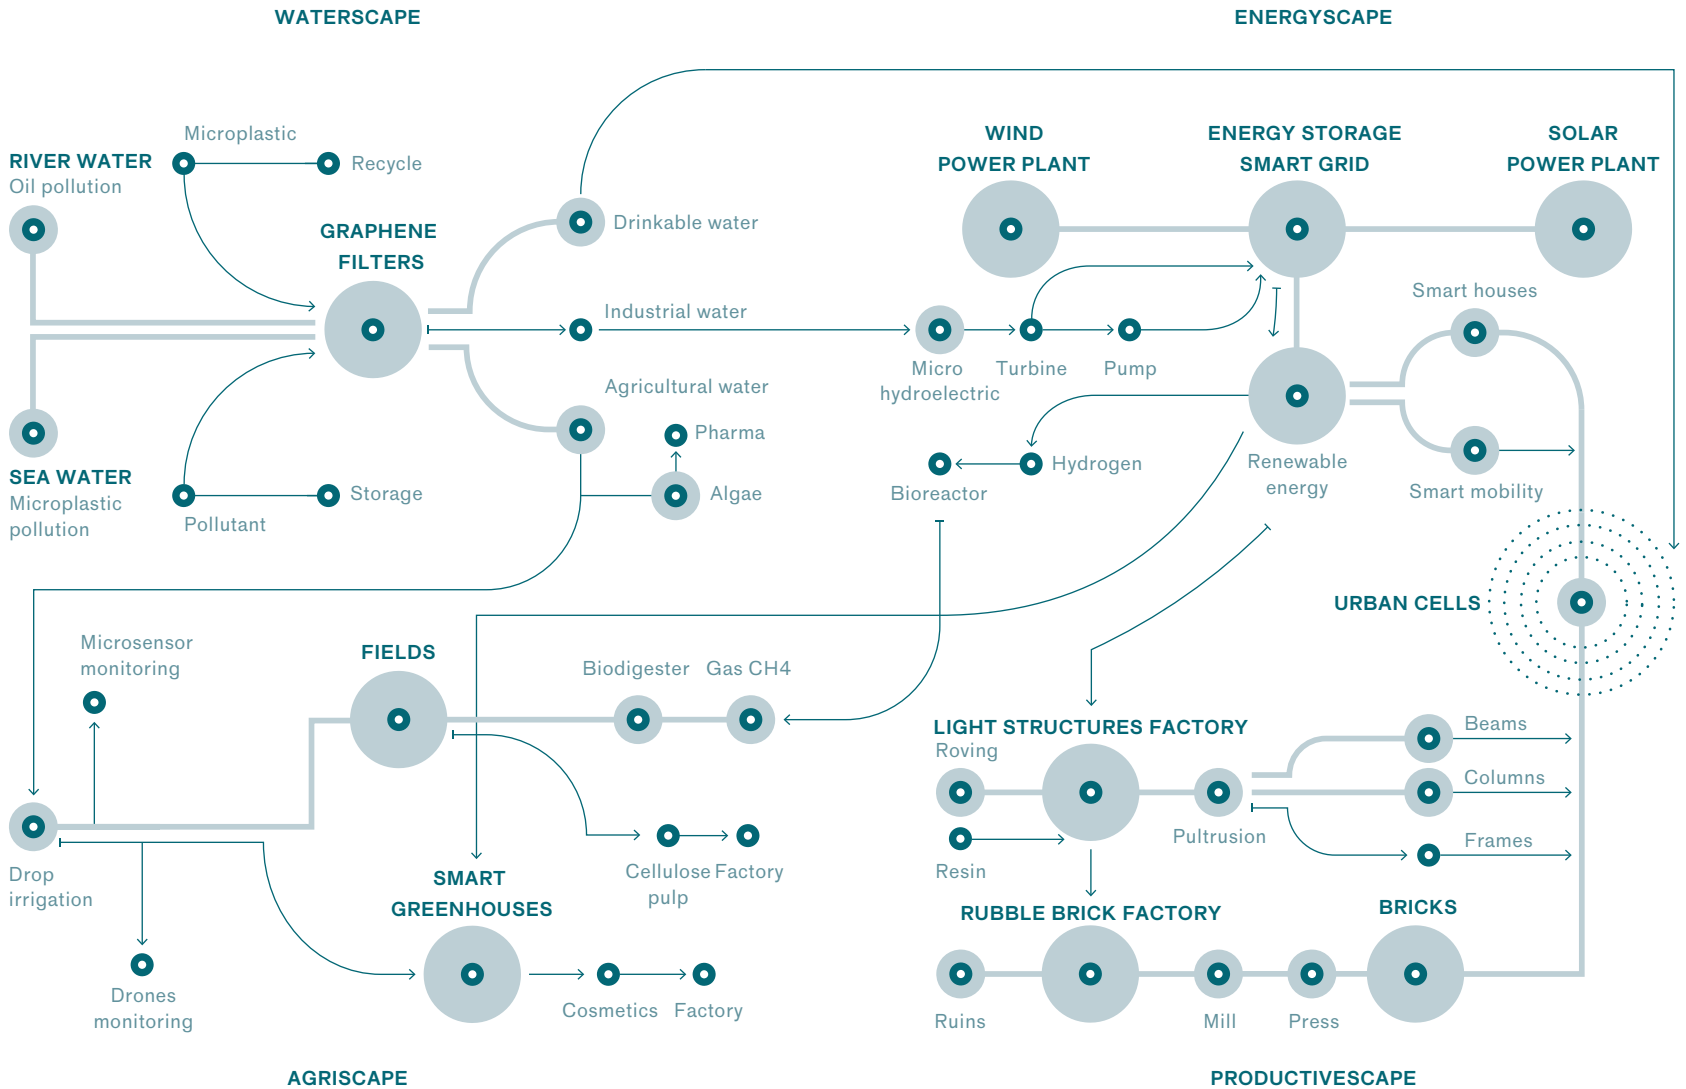 WATERSCAPE
ENERGYSCAPE
Microplastic
Recycle
RIVER WATER
Oil pollution
GRAPHENE
FILTERS
Drinkable water
Industrial water
Agricultural water
Pharma
Algae
SEA WATER
Microplastic
pollution
Storage
Pollutant
WIND
POWER PLANT
ENERGY STORAGE
SMART GRID
SOLAR
POWER PLANT
Smart houses
Micro
hydroelectric
Turbine
Pump
Hydrogen
Bioreactor
Renewable
energy
Smart mobility
URBAN CELLS
Microsensor
monitoring
FIELDS
Biodigester
Gas CH4
Drop
irrigation
Cellulose
pulp
Factory
SMART
GREENHOUSES
Drones
monitoring
Cosmetics
Factory
LIGHT STRUCTURES FACTORY
Roving
Resin
Pultrusion
Beams
Columns
Frames
RUBBLE BRICK FACTORY
BRICKS
Ruins
Mill
Press
AGRISCAPE
PRODUCTIVESCAPE